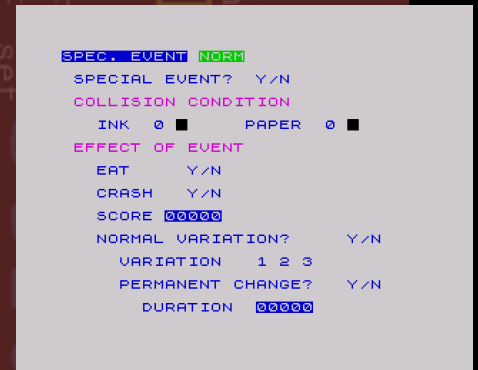 SPEC. EVENT NORM
SPECIAL EVENT? Y/N
COLLISION CONDITION
INK 0 PAPER 0
EFFECT OF EVENT
EAT Y/N
CRASH Y/N
SCORE 00000
NORMAL VARIATION? Y/N
VARIATION 1 2 3
PERMANENT CHANGE? Y/N
DURATION 00000